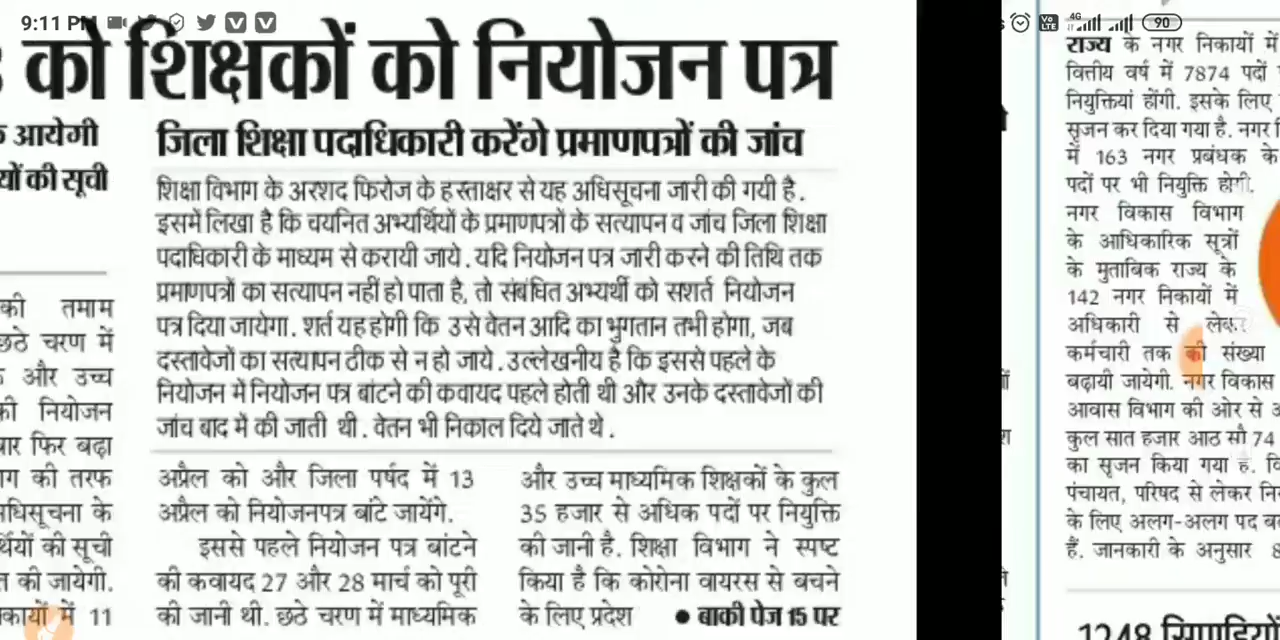 9:11 PM
4G
90
को शिक्षकों को नियोजन पत्र
आयेगी
की सूची
जिला शिक्षा पदाधिकारी करेंगे प्रमाणपत्रों की जांच
शिक्षा विभाग के अरशद फिरोज के हस्ताक्षर से यह अधिसूचना जारी की गयी है.
इसमें लिखा है कि चयनित अभ्यर्थियों के प्रमाणपत्रों के सत्यापन व जांच जिला शिक्षा
पदाधिकारी के माध्यम से करायी जाये. यदि नियोजन पत्र जारी करने की तिथि तक
प्रमाणपत्रों का सत्यापन नहीं हो पाता है, तो संबंधित अभ्यर्थी को सशर्त नियोजन
पत्र दिया जायेगा. शर्त यह होगी कि उसे वेतन आदि का भुगतान तभी होगा, जब
दस्तावेजों का सत्यापन ठीक से न हो जाये. उल्लेखनीय है कि इससे पहले के
नियोजन में नियोजन पत्र बांटने की कवायद पहले होती थी और उनके दस्तावेजों की
जांच बाद में की जाती थी. वेतन भी निकाल दिये जाते थे.
की तमाम
छठे चरण में
और उच्च
की नियोजन
फिर बढ़ा
की तरफ
के
की सूची
की जायेगी.
में 11
अप्रैल को और जिला पर्षद में 13
अप्रैल को नियोजनपत्र बांटे जायेंगे.
इससे पहले नियोजन पत्र बांटने
की कवायद 27 और 28 मार्च को पूरी
की जानी थी. छठे चरण में माध्यमिक
और उच्च माध्यमिक शिक्षकों के कुल
35 हजार से अधिक पदों पर नियुक्ति
की जानी है. शिक्षा विभाग ने स्पष्ट
किया है कि कोरोना वायरस से बचने
के लिए प्रदेश ● बाकी पेज 15 पर
राज्य के नगर निकायों में
वित्तीय वर्ष में 7874 पदों
नियुक्तियां होंगी. इसके लिए
सृजन कर दिया गया है. नगर
में 163 नगर प्रबंधक के
पदों पर भी नियुक्ति होगी.
नगर विकास विभाग
के आधिकारिक सूत्रों
के मुताबिक राज्य के
142 नगर निकायों में
अधिकारी से लेकर
कर्मचारी तक की संख्या
बढ़ायी जायेगी. नगर विकास
आवास विभाग की ओर से
कुल सात हजार आठ सौ 74
का सृजन किया गया है.
पंचायत, परिषद से लेकर
के लिए अलग-अलग पद
हैं. जानकारी के अनुसार
1248